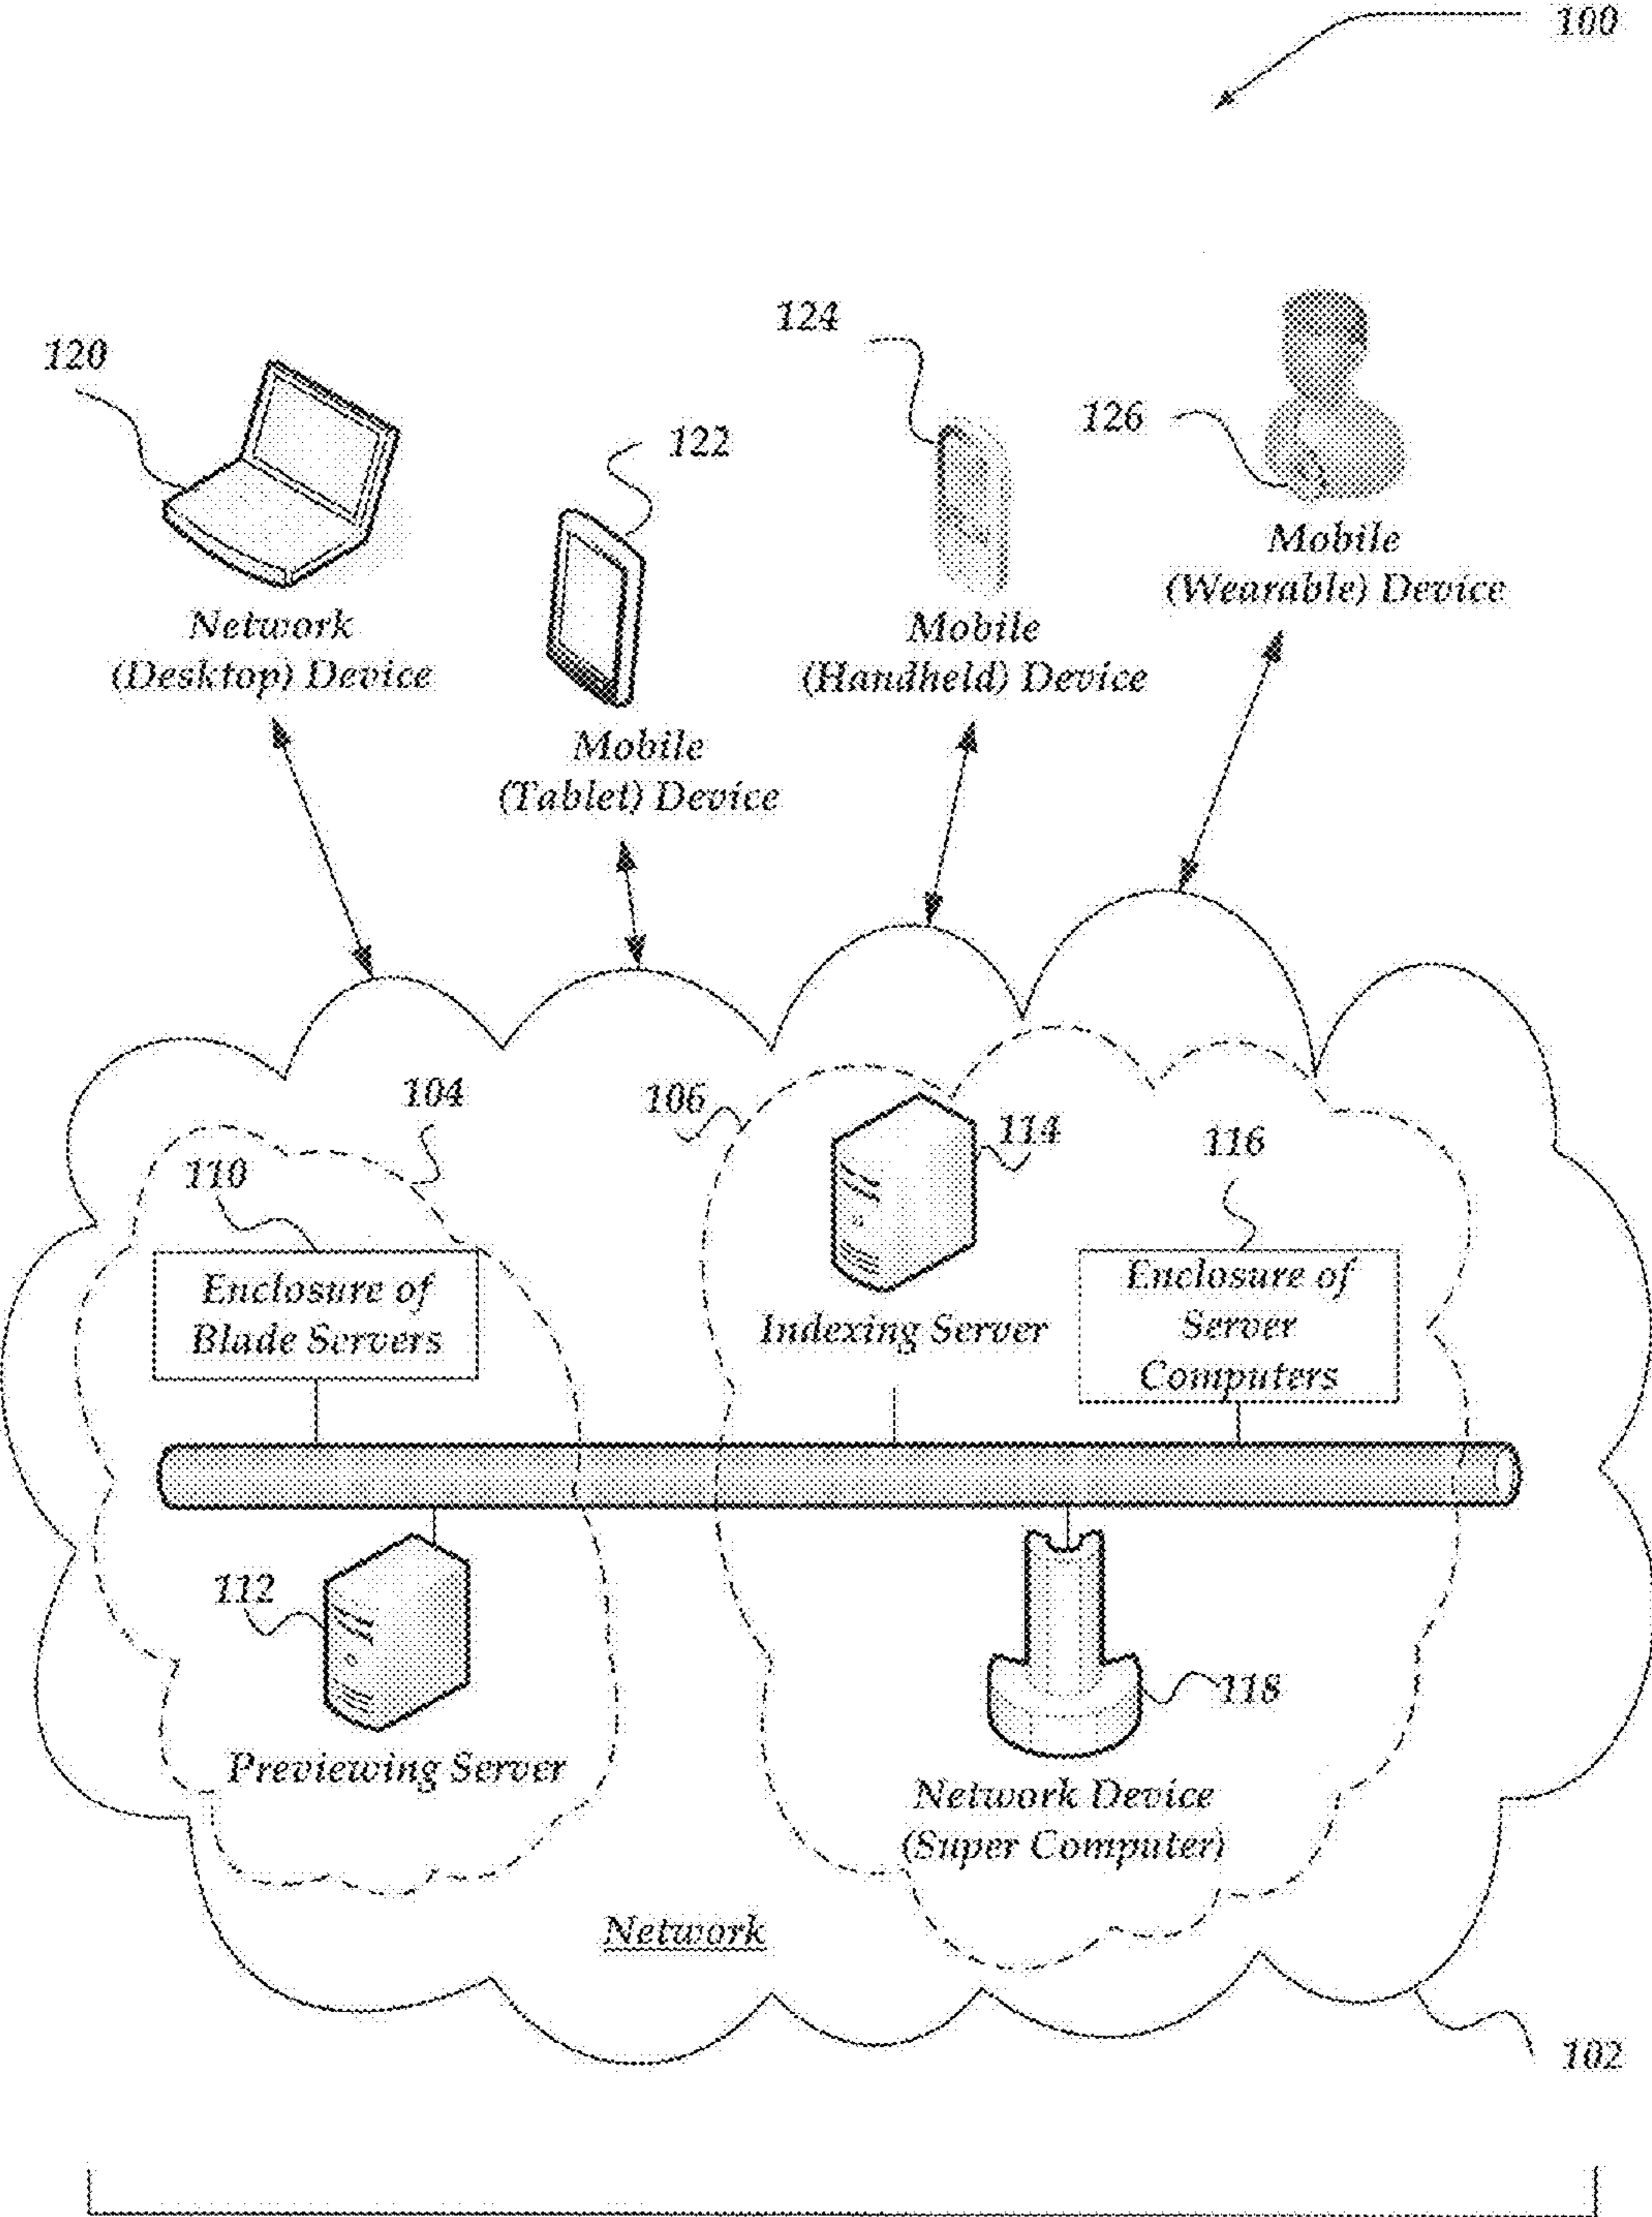 100
124
120
126
122
Mobile
(Wearable) Device
Network
(Desktop) Device
Mobile
(Handheld) Device
Mobile
(Tablet) Device
104
106
114
116
110
Enclosure of
Blade Servers
Indexing Server
Enclosure of
Server
Computers
112
118
Previewing Server
Network Device
(Super Computer)
Network
102